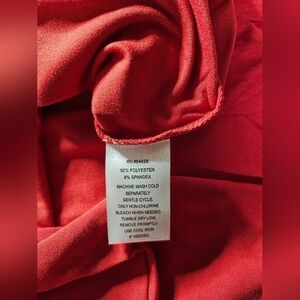 RN #94829
92% POLYESTER
8% SPANDEX
MACHINE WASH COLD
SEPARATELY
GENTLE CYCLE.
ONLY NON-CHLORINE
BLEACH WHEN NEEDED.
TUMBLE DRY LOW.
REMOVE PROMPTLY.
USE COOL IRON
IF NEEDED.